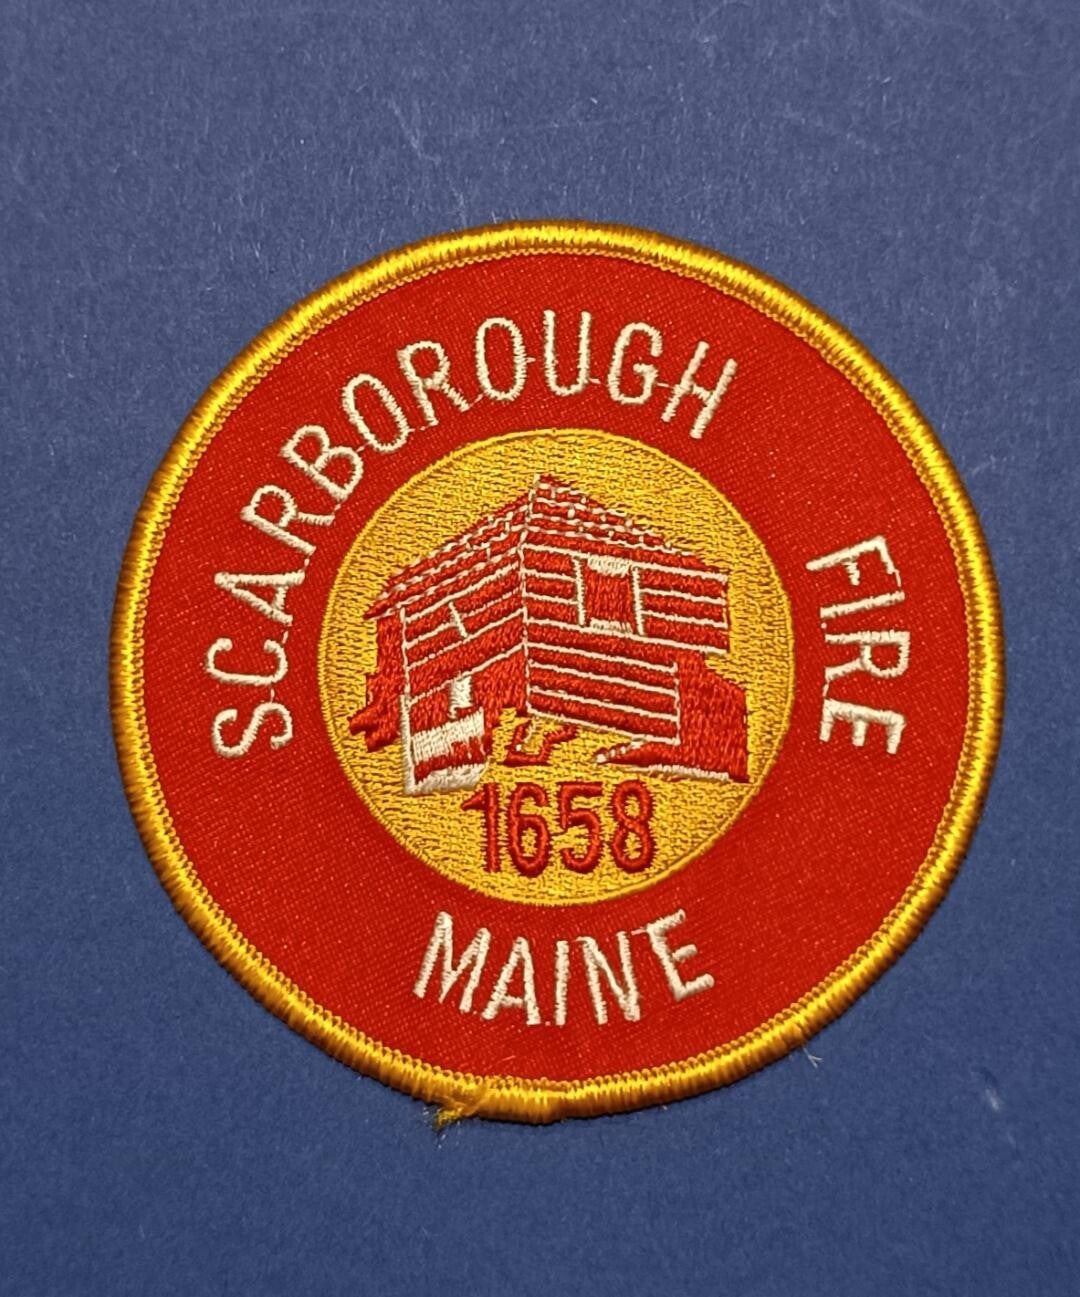 SCARBOROUGH FIRE
1658
MAINE